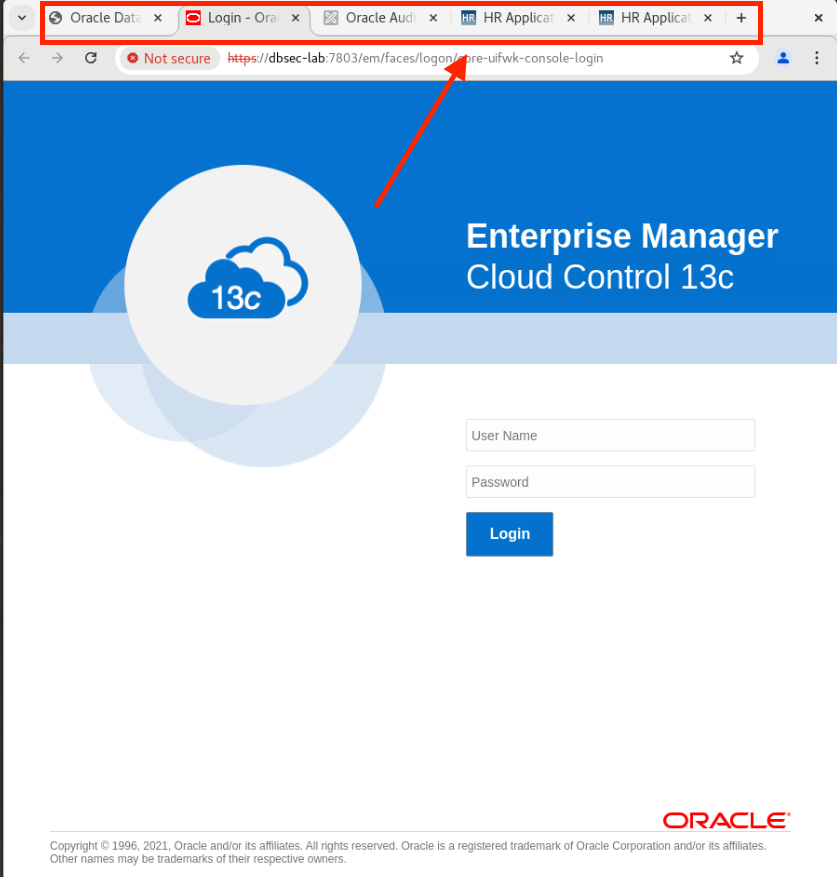 Oracle Data
Login - Orac
Oracle Audi
HR HR Applicat
HR HR Applicat
Not secure https://dbsec-lab:7803/em/faces/logon/core-uifwk-console-login
Enterprise Manager
Cloud Control 13c
13c
User Name
Password
Login
ORACLE
Copyright © 1996, 2021, Oracle and/or its affiliates. All rights reserved. Oracle is a registered trademark of Oracle Corporation and/or its affiliates.
Other names may be trademarks of their respective owners.